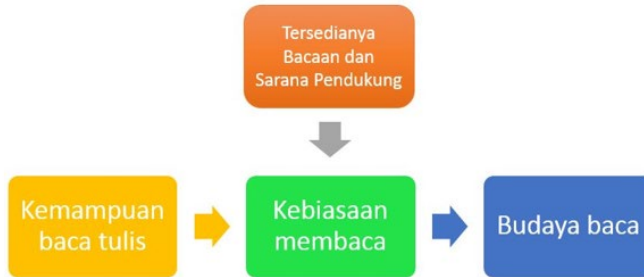 Tersedianya
Bacaan dan
Sarana Pendukung
Kemampuan
baca tulis
Kebiasaan
membaca
Budaya baca